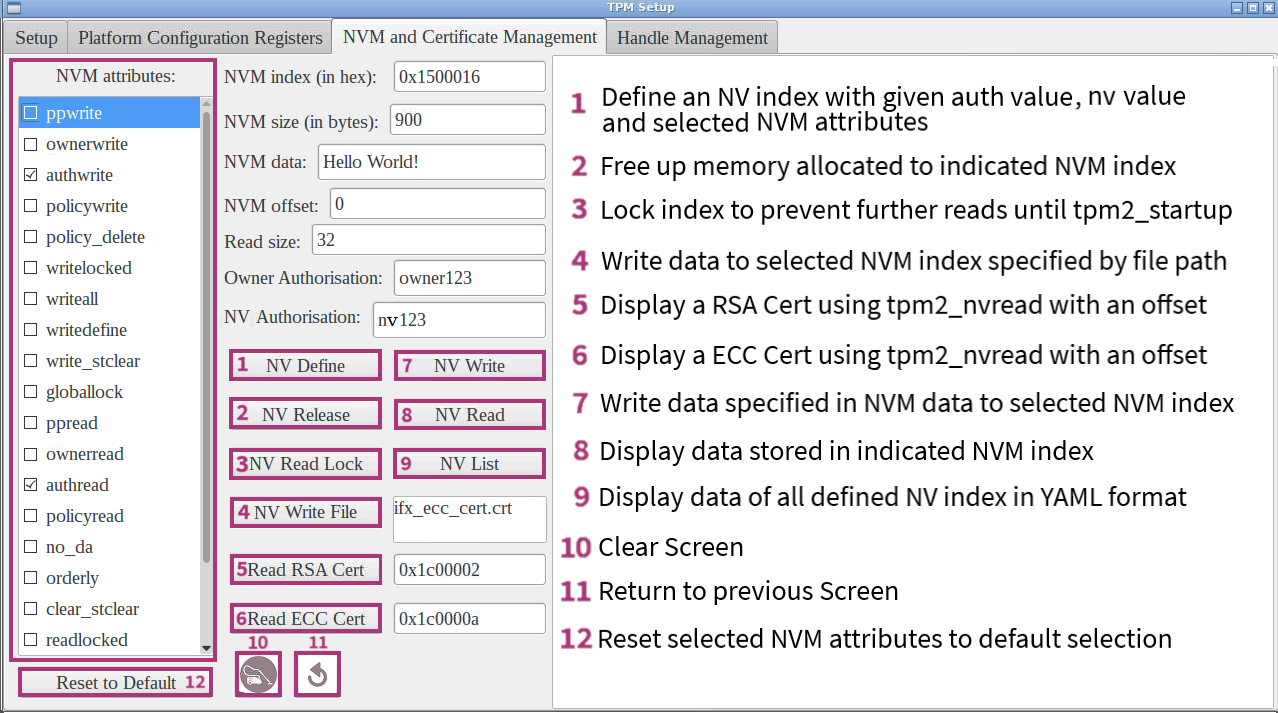 TPM Setup
Setup
Platform Configuration Registers
NVM and Certificate Management
Handle Management
NVM attributes:
ppwrite
ownerwrite
authwrite
policywrite
policy_delete
writelocked
writeall
writedefine
write_stclear
globallock
ppread
ownerread
authread
policyread
no_da
orderly
clear_stclear
readlocked
Reset to Default 12
NVM index (in hex): 0x1500016
NVM size (in bytes): 900
NVM data: Hello World!
NVM offset: 0
Read size: 32
Owner Authorisation: owner123
NV Authorisation: nv123
1 NV Define
7 NV Write
2 NV Release
8 NV Read
3 NV Read Lock
9 NV List
4 NV Write File
ifx_ecc_cert.crt
5 Read RSA Cert
0x1c00002
6 Read ECC Cert
0x1c0000a
10
11
1 Define an NV index with given auth value, nv value
and selected NVM attributes
2 Free up memory allocated to indicated NVM index
3 Lock index to prevent further reads until tpm2_startup
4 Write data to selected NVM index specified by file path
5 Display a RSA Cert using tpm2_nvread with an offset
6 Display a ECC Cert using tpm2_nvread with an offset
7 Write data specified in NVM data to selected NVM index
8 Display data stored in indicated NVM index
9 Display data of all defined NV index in YAML format
10 Clear Screen
11 Return to previous Screen
12 Reset selected NVM attributes to default selection